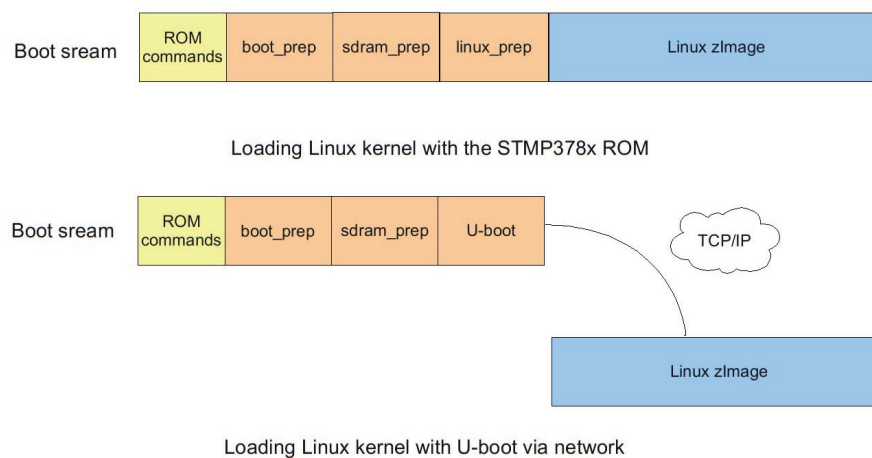 Boot sream
ROM commands
boot_prep
sdram_prep
linux_prep
Linux zImage
Loading Linux kernel with the STMP378x ROM
Boot sream
ROM commands
boot_prep
sdram_prep
U-boot
TCP/IP
Linux zImage
Loading Linux kernel with U-boot via network